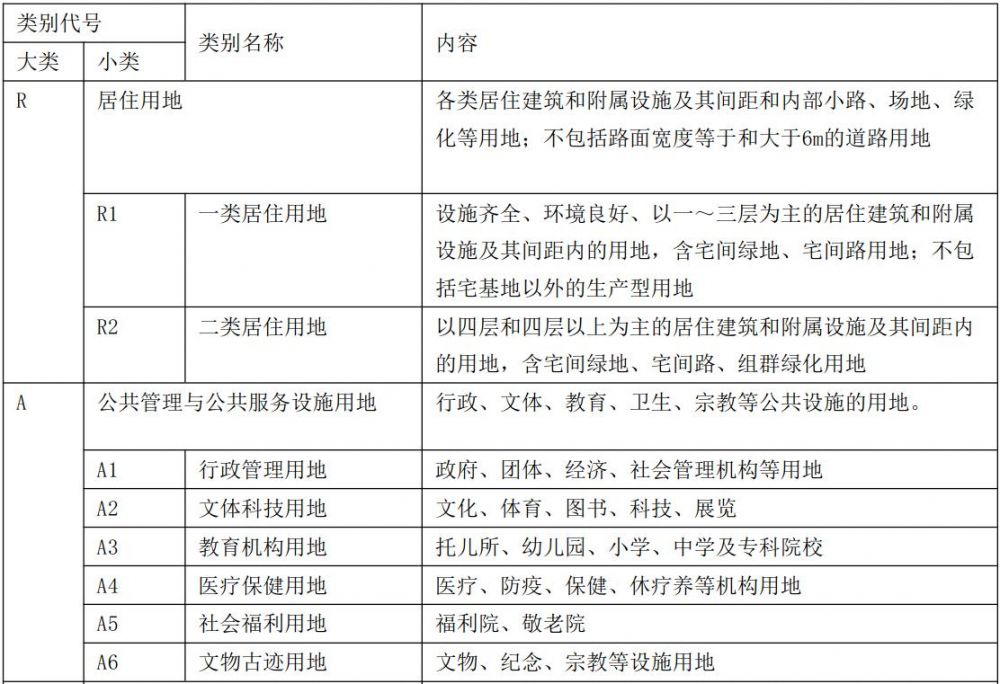 类别代号
类别名称
内容
大类
小类
R
居住用地
各类居住建筑和附属设施及其间距和内部小路、场地、绿
化等用地；不包括路面宽度等于和大于6m的道路用地
R1
一类居住用地
设施齐全、环境良好、以一～三层为主的居住建筑和附属
设施及其间距内的用地，含宅间绿地、宅间路用地；不包
括宅基地以外的生产型用地
R2
二类居住用地
以四层和四层以上为主的居住建筑和附属设施及其间距内
的用地，含宅间绿地、宅间路、组群绿化用地
A
公共管理与公共服务设施用地
行政、文体、教育、卫生、宗教等公共设施的用地。
A1
行政管理用地
政府、团体、经济、社会管理机构等用地
A2
文体科技用地
文化、体育、图书、科技、展览
A3
教育机构用地
托儿所、幼儿园、小学、中学及专科院校
A4
医疗保健用地
医疗、防疫、保健、休疗养等机构用地
A5
社会福利用地
福利院、敬老院
A6
文物古迹用地
文物、纪念、宗教等设施用地